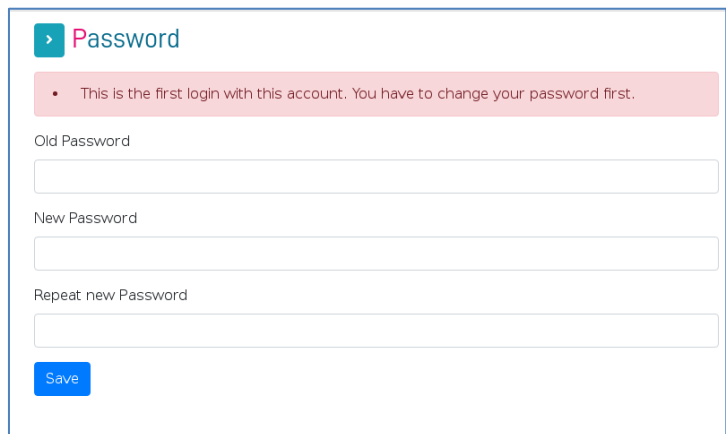 Password
This is the first login with this account. You have to change your password first.
Old Password
New Password
Repeat new Password
Save